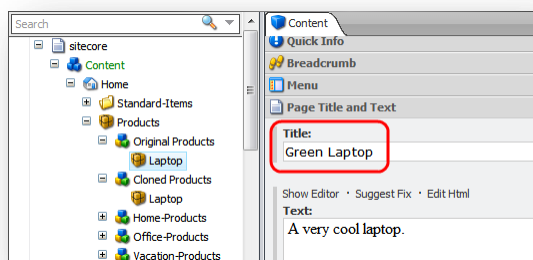 Search
sitecore
Content
Home
Standard-Items
Products
Original Products
Laptop
Cloned Products
Laptop
Home-Products
Office-Products
Vacation-Products
Content
Quick Info
Breadcrumb
Menu
Page Title and Text
Title:
Green Laptop
Show Editor · Suggest Fix · Edit Html
Text:
A very cool laptop.